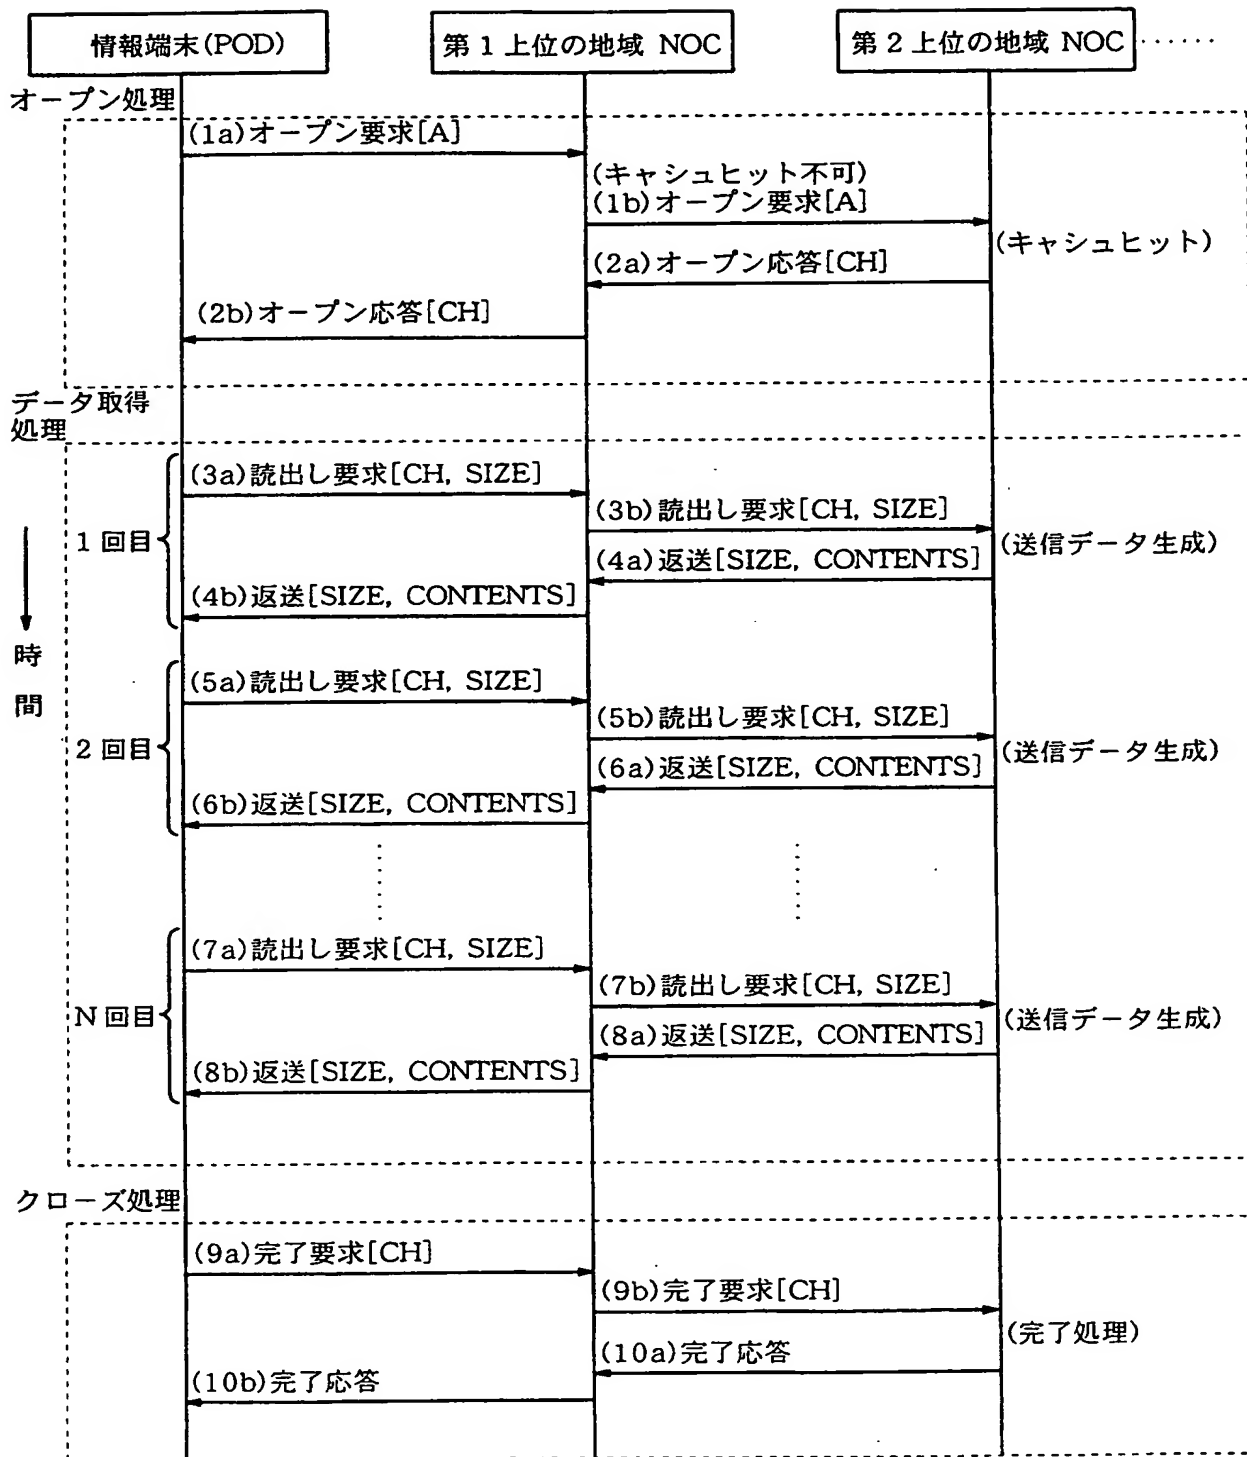 情報端末(POD)
第1上位の地域 NOC
第2上位の地域 NOC ・・・・・・
オープン処理
(1a)オープン要求[A]
(キャシュヒット不可)
(1b)オープン要求[A]
(キャシュヒット)
(2a)オープン応答[CH]
(2b)オープン応答[CH]
データ取得
処理
(3a)読出し要求[CH, SIZE]
(3b)読出し要求[CH, SIZE]
1回目
(送信データ生成)
(4a)返送[SIZE, CONTENTS]
(4b)返送[SIZE, CONTENTS]
時
間
(5a)読出し要求[CH, SIZE]
(5b)読出し要求[CH, SIZE]
2回目
(送信データ生成)
(6a)返送[SIZE, CONTENTS]
(6b)返送[SIZE, CONTENTS]
(7a)読出し要求[CH, SIZE]
(7b)読出し要求[CH, SIZE]
N回目
(送信データ生成)
(8a)返送[SIZE, CONTENTS]
(8b)返送[SIZE, CONTENTS]
クローズ処理
(9a)完了要求[CH]
(9b)完了要求[CH]
(完了処理)
(10a)完了応答
(10b)完了応答